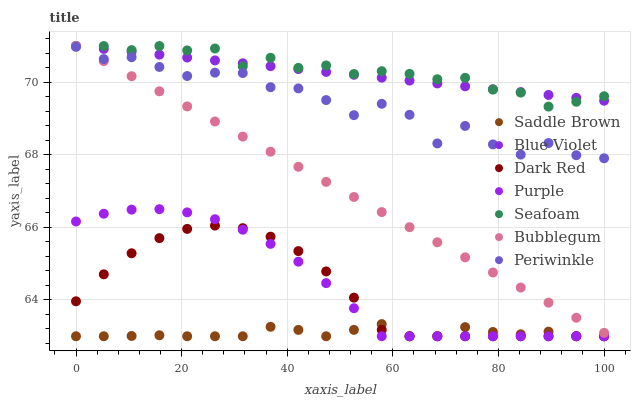 title
yaxis_label
70
68
66
64
0
20
40
60
80
100
xaxis_label
Saddle Brown
Blue Violet
Dark Red
Purple
Seafoam
Bubblegum
Periwinkle